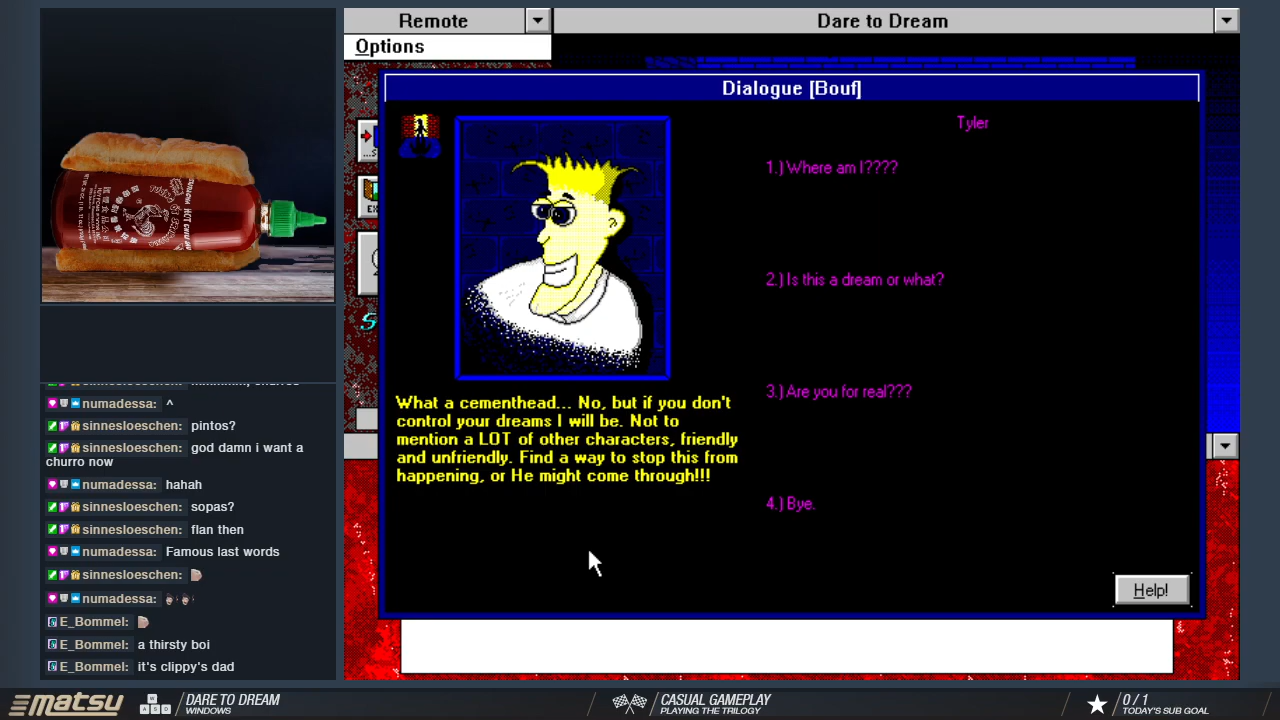 Remote
Dare to Dream
Options
Dialogue [Bouf]
Tyler
1.) Where am I????
2.) Is this a dream or what?
3.) Are you for real???
4.) Bye.
What a cementhead... No, but if you don't
control your dreams I will be. Not to
mention a LOT of other characters, friendly
and unfriendly. Find a way to stop this from
happening, or He might come through!!!
Help!
numadessa: ^
sinnesloeschen: pintos?
sinnesloeschen: god damn i want a
churro now
numadessa: hahah
sinnesloeschen: sopas?
sinnesloeschen: flan then
numadessa: Famous last words
sinnesloeschen:
numadessa:
E_Bommel:
E_Bommel: a thirsty boi
E_Bommel: it's clippy's dad
matsu
W
A S D
DARE TO DREAM
WINDOWS
CASUAL GAMEPLAY
PLAYING THE TRILOGY
0 / 1
TODAY'S SUB GOAL